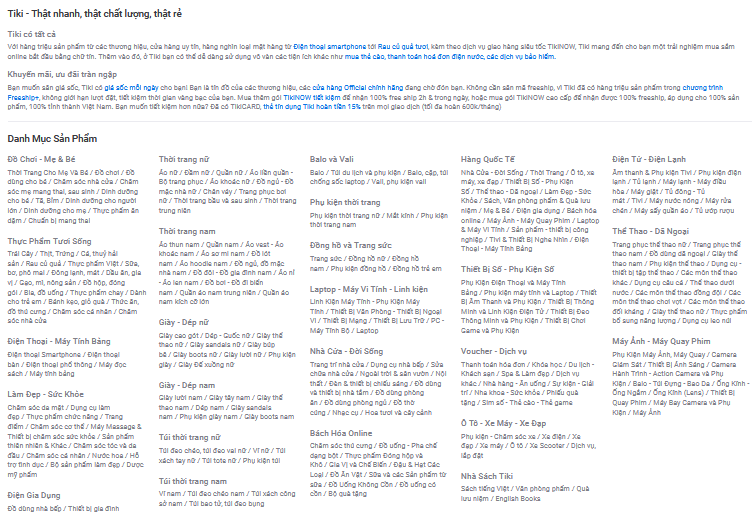 Tiki - Thật nhanh, thật chất lượng, thật rẻ
Tiki có tất cả
Với hàng triệu sản phẩm từ các thương hiệu, cửa hàng uy tín, hàng nghìn loại mặt hàng từ Điện thoại smartphone tới Rau củ quả tươi, kèm theo dịch vụ giao hàng siêu tốc TikiNOW, Tiki mang đến cho bạn một trải nghiệm mua sắm
online bắt đầu bằng chữ tín. Thêm vào đó, ở Tiki bạn có thể dễ dàng sử dụng vô vàn các tiện ích khác như mua thẻ cào, thanh toán hoá đơn điện nước, các dịch vụ bảo hiểm.
Khuyến mãi, ưu đãi tràn ngập
Bạn muốn săn giá sốc, Tiki có giá sốc mỗi ngày cho bạn! Bạn là tín đồ của các thương hiệu, các cửa hàng Official chính hãng đang chờ đón bạn. Không cần săn mã freeship, vì Tiki đã có hàng triệu sản phẩm trong chương trình
Freeship+, không giới hạn lượt đặt, tiết kiệm thời gian vàng bạc của bạn. Mua thêm gói TikiNOW tiết kiệm để nhận 100% free ship 2h & trong ngày, hoặc mua gói TikiNOW cao cấp để nhận được 100% freeship, áp dụng cho 100% sản
phẩm, 100% tỉnh thành Việt Nam. Bạn muốn tiết kiệm hơn nữa? Đã có TikiCARD, thẻ tín dụng Tiki hoàn tiền 15% trên mọi giao dịch (tối đa hoàn 600k/tháng)
Danh Mục Sản Phẩm
Đồ Chơi - Mẹ & Bé
Thời Trang Cho Mẹ Và Bé / Đồ chơi / Đồ
dùng cho bé / Chăm sóc nhà cửa / Chăm
sóc mẹ mang thai, sau sinh / Dinh dưỡng
cho bé / Tã, Bỉm / Dinh dưỡng cho người
lớn / Dinh dưỡng cho mẹ / Thực phẩm ăn
dặm / Chuẩn bị mang thai
Thực Phẩm Tươi Sống
Trái Cây / Thịt, Trứng / Cá, thuỷ hải
sản / Rau củ quả / Thực phẩm Việt / Sữa,
bơ, phô mai / Đông lạnh, mát / Dầu ăn, gia
vị / Gạo, mì, nông sản / Đồ hộp, đóng
gói / Bia, đồ uống / Thực phẩm chay / Dành
cho trẻ em / Bánh kẹo, giỏ quà / Thức ăn,
đồ thú cưng / Chăm sóc cá nhân / Chăm
sóc nhà cửa
Điện Thoại - Máy Tính Bảng
Điện thoại Smartphone / Điện thoại
bàn / Điện thoại phổ thông / Máy đọc
sách / Máy tính bảng
Làm Đẹp - Sức Khỏe
Chăm sóc da mặt / Dụng cụ làm
đẹp / Thực phẩm chức năng / Trang
điểm / Chăm sóc cơ thể / Máy Massage &
Thiết bị chăm sóc sức khỏe / Sản phẩm
thiên nhiên & Khác / Chăm sóc tóc và da
đầu / Chăm sóc cá nhân / Nước hoa / Hỗ
trợ tình dục / Bộ sản phẩm làm đẹp / Dược
mỹ phẩm
Điện Gia Dụng
Đồ dùng nhà bếp / Thiết bị gia đình
Thời trang nữ
Áo nữ / Đầm nữ / Quần nữ / Áo liền quần -
Bộ trang phục / Áo khoác nữ / Đồ ngủ - Đồ
mặc nhà nữ / Chân váy / Trang phục bơi
nữ / Thời trang bầu và sau sinh / Thời trang
trung niên
Thời trang nam
Áo thun nam / Quần nam / Áo vest - Áo
khoác nam / Áo sơ mi nam / Đồ lót
nam / Áo hoodie nam / Đồ ngủ, đồ mặc
nhà nam / Đồ đôi - Đồ gia đình nam / Áo nỉ
- Áo len nam / Đồ bơi - Đồ đi biển
nam / Quần áo nam trung niên / Quần áo
nam kích cỡ lớn
Giày - Dép nữ
Giày cao gót / Dép - Guốc nữ / Giày thể
thao nữ / Giày sandals nữ / Giày búp
bê / Giày boots nữ / Giày lười nữ / Phụ kiện
giày / Giày Đế xuồng nữ
Giày - Dép nam
Giày lười nam / Giày tây nam / Giày thể
thao nam / Dép nam / Giày sandals
nam / Phụ kiện giày nam / Giày boots nam
Túi thời trang nữ
Túi đeo chéo, túi đeo vai nữ / Ví nữ / Túi
xách tay nữ / Túi tote nữ / Phụ kiện túi
Túi thời trang nam
Ví nam / Túi đeo chéo nam / Túi xách công
sở nam / Túi bao tử, túi đeo bụng
Balo và Vali
Balo / Túi du lịch và phụ kiện / Balo, cặp, túi
chống sốc laptop / Vali, phụ kiện vali
Phụ kiện thời trang
Phụ kiện thời trang nữ / Mắt kính / Phụ kiện
thời trang nam
Đồng hồ và Trang sức
Trang sức / Đồng hồ nữ / Đồng hồ
nam / Phụ kiện đồng hồ / Đồng hồ trẻ em
Laptop - Máy Vi Tính - Linh kiện
Linh Kiện Máy Tính - Phụ Kiện Máy
Tính / Thiết Bị Văn Phòng - Thiết Bị Ngoại
Vi / Thiết Bị Mạng / Thiết Bị Lưu Trữ / PC -
Máy Tính Bộ / Laptop
Nhà Cửa - Đời Sống
Trang trí nhà cửa / Dụng cụ nhà bếp / Sửa
chữa nhà cửa / Ngoài trời & sân vườn / Nội
thất / Đèn & thiết bị chiếu sáng / Đồ dùng
và thiết bị nhà tắm / Đồ dùng phòng
ăn / Đồ dùng phòng ngủ / Đồ thờ
cúng / Nhạc cụ / Hoa tươi và cây cảnh
Bách Hóa Online
Chăm sóc thú cưng / Đồ uống - Pha chế
dạng bột / Thực phẩm Đóng hộp và
Khô / Gia Vị và Chế Biến / Đậu & Hạt Các
Loại / Đồ Ăn Vặt / Sữa và các Sản phẩm từ
sữa / Đồ Uống Không Cồn / Đồ uống có
cồn / Bộ quà tặng
Hàng Quốc Tế
Nhà Cửa - Đời Sống / Thời Trang / Ô tô, xe
máy, xe đạp / Thiết Bị Số - Phụ Kiện
Số / Thể thao - Dã ngoại / Làm Đẹp - Sức
Khỏe / Sách, Văn phòng phẩm & Quà lưu
niệm / Mẹ & Bé / Điện gia dụng / Bách hóa
online / Máy Ảnh - Máy Quay Phim / Laptop
& Máy Vi Tính / Sản phẩm - thiết bị công
nghiệp / Tivi & Thiết Bị Nghe Nhìn / Điện
Thoại - Máy Tính Bảng
Thiết Bị Số - Phụ Kiện Số
Phụ Kiện Điện Thoại và Máy Tính
Bảng / Phụ kiện máy tính và Laptop / Thiết
Bị Âm Thanh và Phụ Kiện / Thiết Bị Thông
Minh và Linh Kiện Điện Tử / Thiết Bị Đeo
Thông Minh và Phụ Kiện / Thiết Bị Chơi
Game và Phụ Kiện
Voucher - Dịch vụ
Thanh toán hóa đơn / Khóa học / Du lịch -
Khách sạn / Spa & Làm đẹp / Dịch vụ
khác / Nhà hàng - Ăn uống / Sự kiện - Giải
trí / Nha khoa - Sức khỏe / Phiếu quà
tặng / Sim số - Thẻ cào - Thẻ game
Ô Tô - Xe Máy - Xe Đạp
Phụ kiện - Chăm sóc xe / Xe điện / Xe
đạp / Xe máy / Ô tô / Xe Scooter / Dịch vụ,
lắp đặt
Nhà Sách Tiki
Sách tiếng Việt / Văn phòng phẩm / Quà
lưu niệm / English Books
Điện Tử - Điện Lạnh
Âm thanh & Phụ kiện Tivi / Phụ kiện điện
lạnh / Tủ lạnh / Máy lạnh - Máy điều
hòa / Máy giặt / Tủ đông - Tủ
mát / Tivi / Máy nước nóng / Máy rửa
chén / Máy sấy quần áo / Tủ ướp rượu
Thể Thao - Dã Ngoại
Trang phục thể thao nữ / Trang phục thể
thao nam / Đồ dùng dã ngoại / Giày thể
thao nam / Phụ kiện thể thao / Dụng cụ -
thiết bị tập thể thao / Các môn thể thao
khác / Dụng cụ câu cá / Thể thao dưới
nước / Các môn thể thao đồng đội / Các
môn thể thao chơi vợt / Các môn thể thao
đối kháng / Giày thể thao nữ / Thực phẩm
bổ sung năng lượng / Dụng cụ leo núi
Máy Ảnh - Máy Quay Phim
Phụ Kiện Máy Ảnh, Máy Quay / Camera
Giám Sát / Thiết Bị Ánh Sáng / Camera
Hành Trình - Action Camera và Phụ
Kiện / Balo - Túi Đựng - Bao Da / Ống Kính -
Ống Ngắm / Ống Kính (Lens) / Thiết Bị
Quay Phim / Máy Bay Camera và Phụ
Kiện / Máy Ảnh